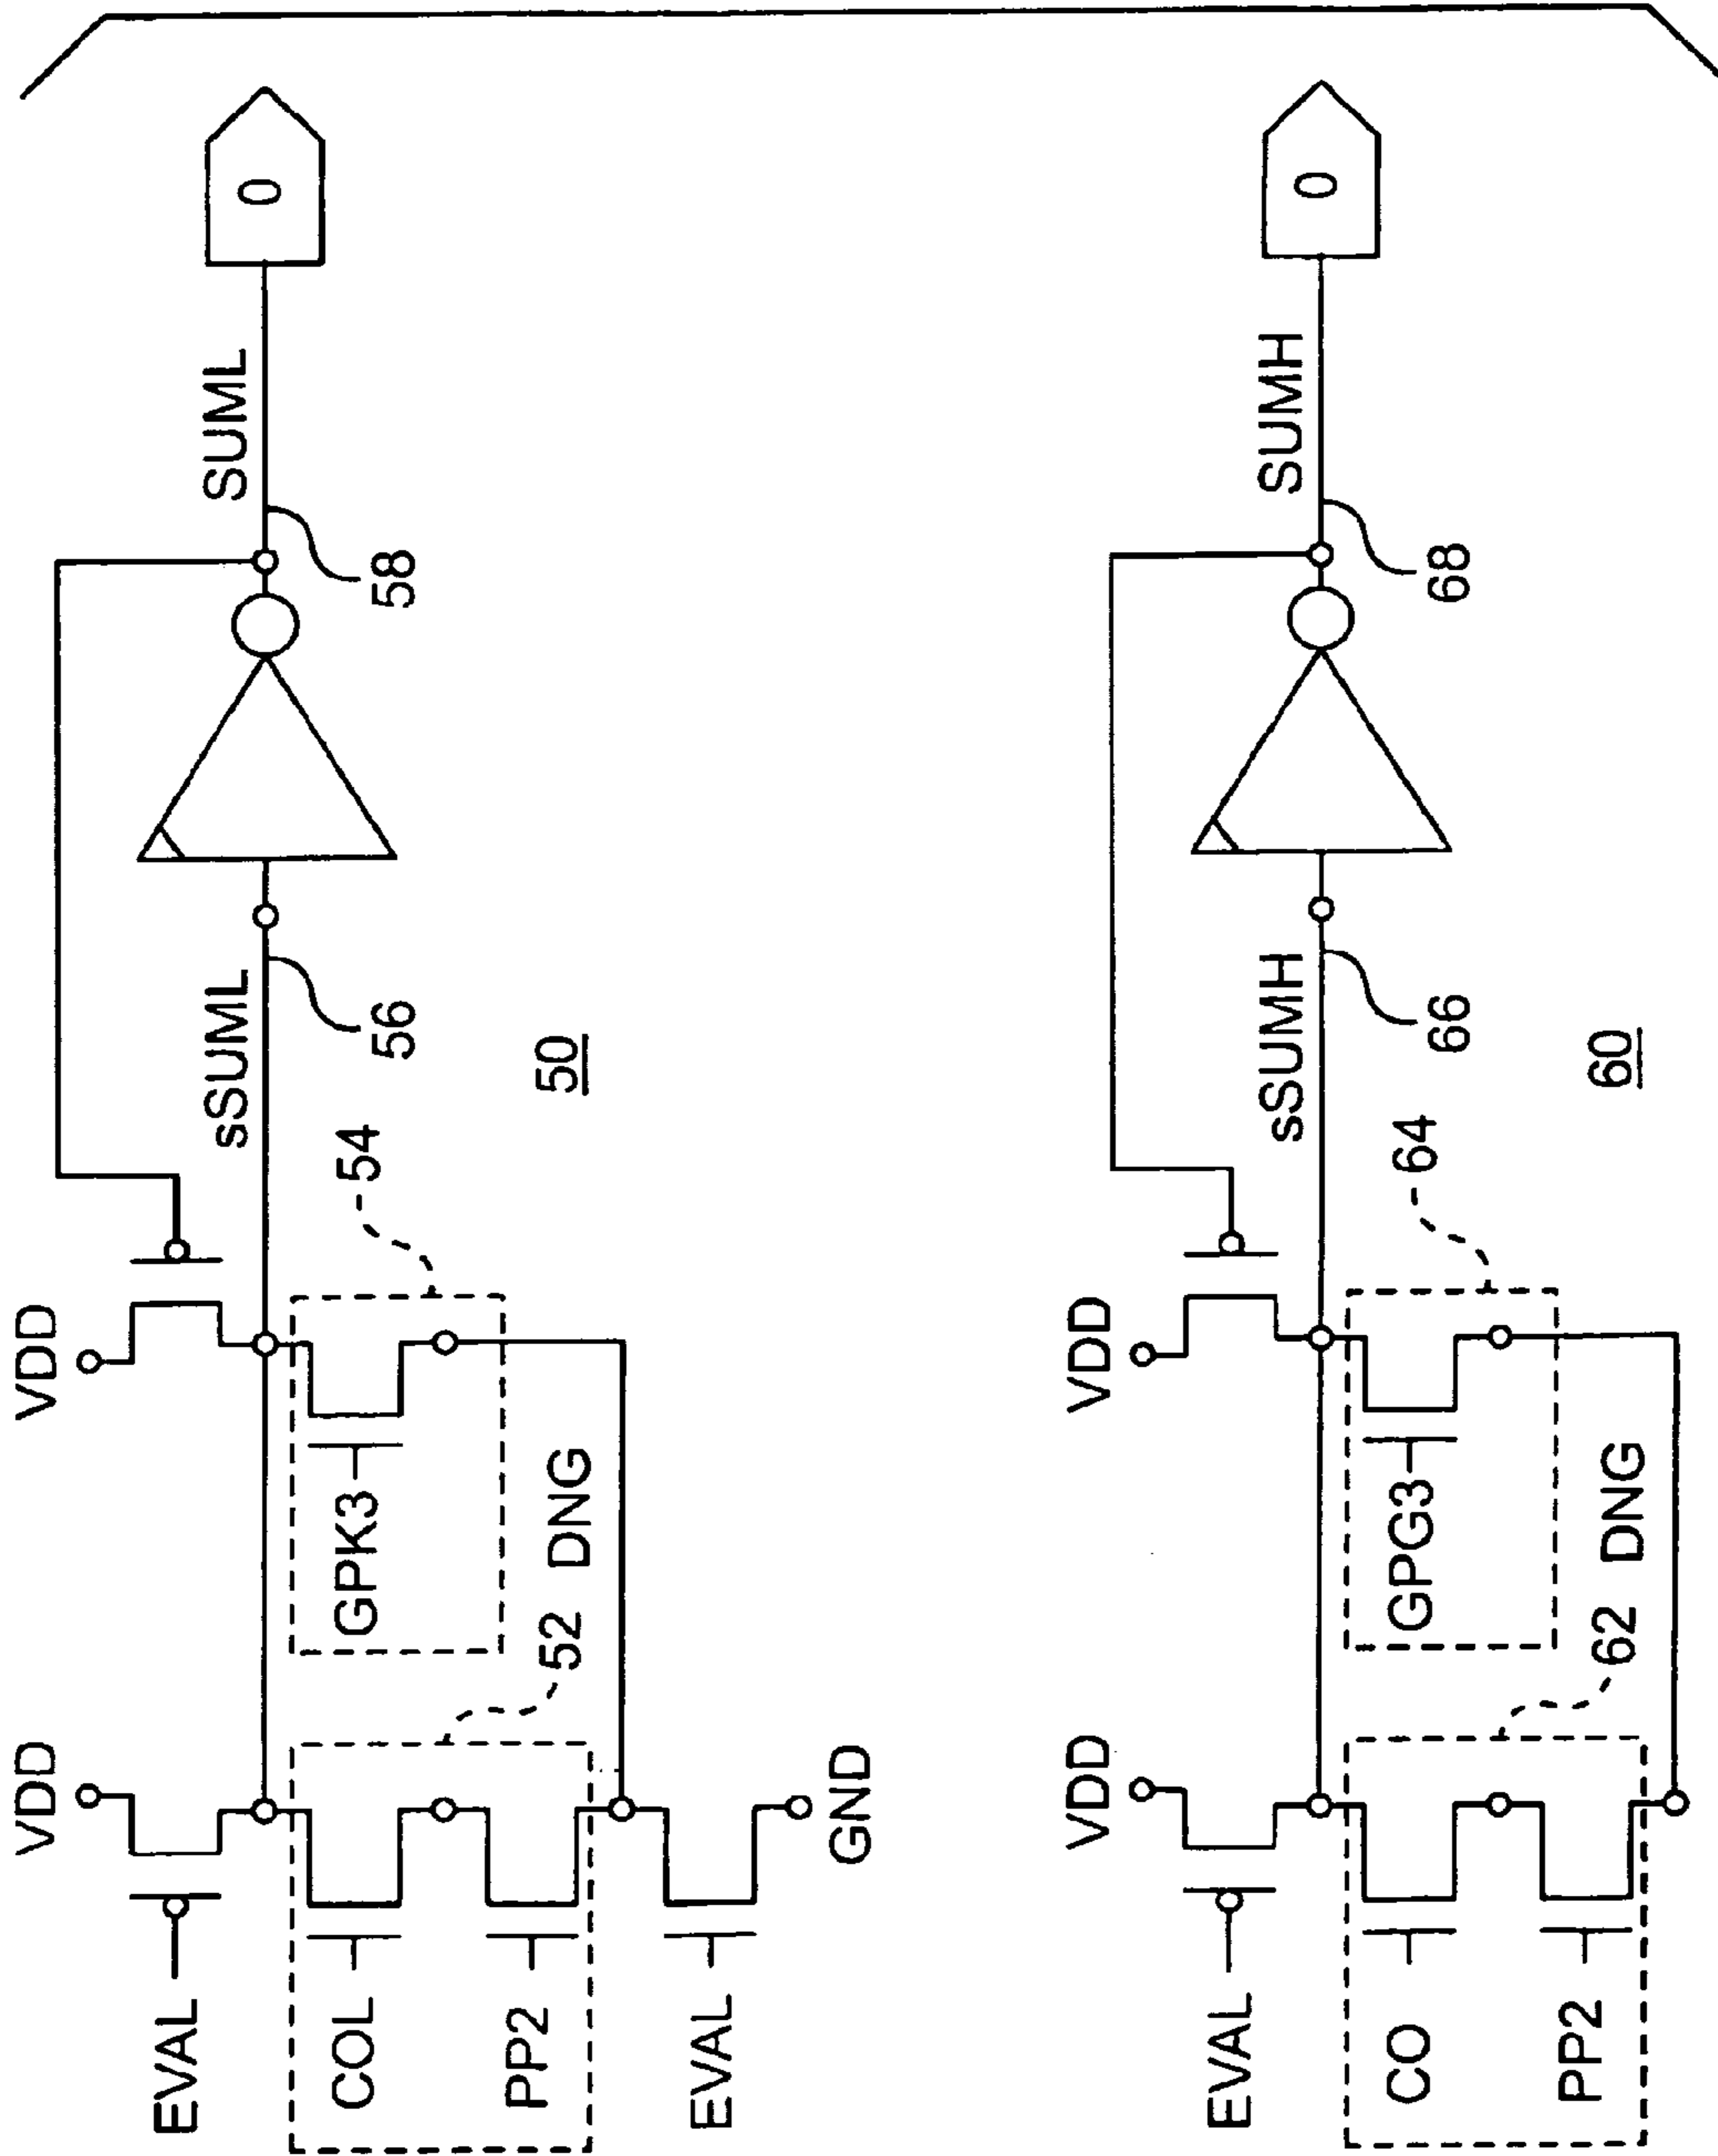 VDD
VDD
EVAL
sSUML
SUML
0
COL
GPK3
54
56
58
PP2
52
DNG
50
EVAL
GND
VDD
VDD
EVAL
sSUMH
SUMH
0
CO
GPG3
64
66
68
PP2
62
DNG
60